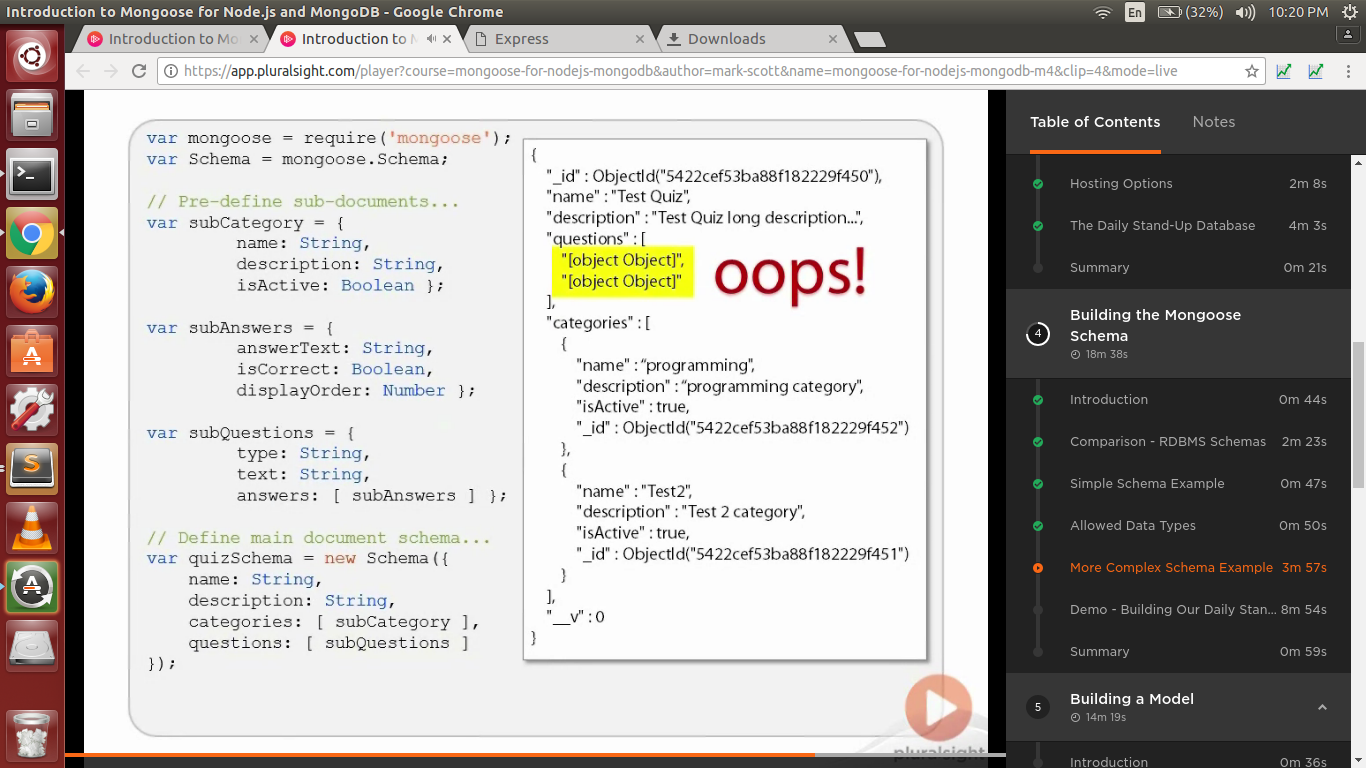 Introduction to Mongoose for Node.js and MongoDB - Google Chrome
En
(32%)
10:20 PM
Introduction to Mo
Introduction to M
Express
Downloads
https://app.pluralsight.com/player?course=mongoose-for-nodejs-mongodb&author=mark-scott&name=mongoose-for-nodejs-mongodb-m4&clip=4&mode=live
var mongoose = require('mongoose');
var Schema = mongoose.Schema;
// Pre-define sub-documents...
var subCategory = {
name: String,
description: String,
isActive: Boolean };
var subAnswers = {
answerText: String,
isCorrect: Boolean,
displayOrder: Number };
var subQuestions = {
type: String,
text: String,
answers: [ subAnswers ] };
// Define main document schema...
var quizSchema = new Schema({
name: String,
description: String,
categories: [ subCategory ],
questions: [ subQuestions ]
});
{
"_id" : ObjectId("5422cef53ba88f182229f450"),
"name" : "Test Quiz",
"description" : "Test Quiz long description...",
"questions" : [
"[object Object]",
"[object Object]"
],
oops!
"categories" : [
{
"name" : “programming",
"description" : “programming category",
"isActive" : true,
"_id" : ObjectId("5422cef53ba88f182229f452")
},
{
"name" : "Test2",
"description" : "Test 2 category",
"isActive" : true,
"_id" : ObjectId("5422cef53ba88f182229f451")
}
],
"__v" : 0
}
pluralsight
Table of Contents
Notes
Hosting Options 2m 8s
The Daily Stand-Up Database 4m 3s
Summary 0m 21s
4
Building the Mongoose
Schema
18m 38s
Introduction 0m 44s
Comparison - RDBMS Schemas 2m 23s
Simple Schema Example 0m 47s
Allowed Data Types 0m 50s
More Complex Schema Example 3m 57s
Demo - Building Our Daily Stan... 8m 54s
Summary 0m 59s
5
Building a Model
14m 19s
Introduction 0m 36s